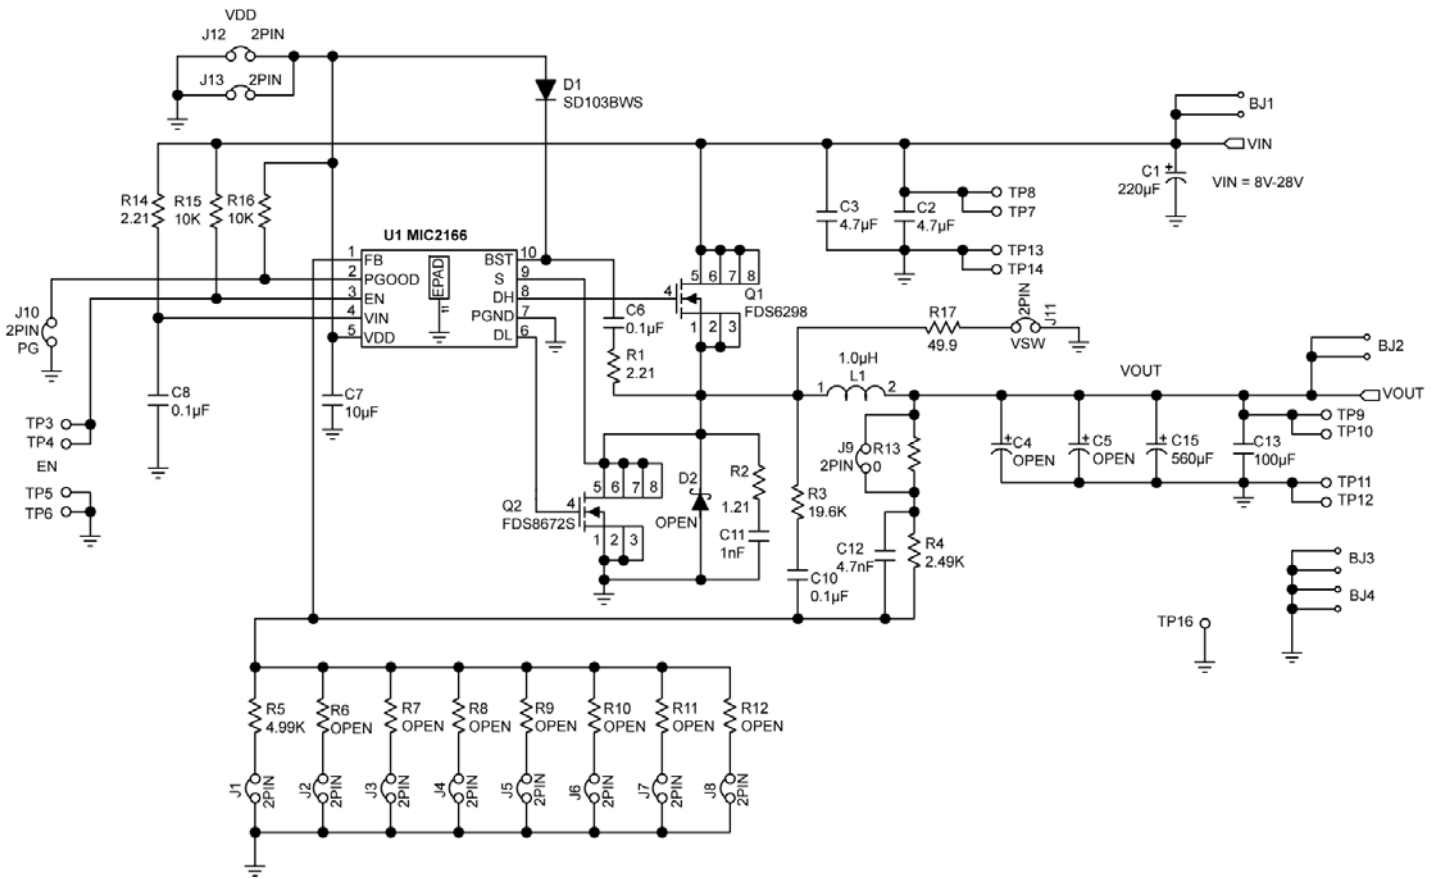 VDD
J12 2PIN
J13 2PIN
D1
SD103BWS
BJ1
VIN
C1 +
220µF
VIN = 8V-28V
R14
2.21
R15
10K
R16
10K
C3
4.7µF
C2
4.7µF
TP8
TP7
TP13
TP14
U1 MIC2166
1 FB
2 PGOOD
3 EN
4 VIN
5 VDD
EPAD
11
BST 10
S 9
DH 8
PGND 7
DL 6
5 6 7 8
4
Q1
FDS6298
1 2 3
J10
2PIN
PG
C6
0.1µF
R1
2.21
R17
49.9
2PIN
J11
VSW
BJ2
1.0µH
1 L1 2
VOUT
VOUT
C8
0.1µF
C7
10µF
TP3
TP4
EN
TP5
TP6
J9
2PIN
R13
0
+ C4
OPEN
+ C5
OPEN
+ C15
560µF
C13
100µF
TP9
TP10
TP11
TP12
5 6 7 8
Q2
FDS8672S
4
1 2 3
D2
OPEN
R2
1.21
C11
1nF
R3
19.6K
C10
0.1µF
C12
4.7nF
R4
2.49K
BJ3
BJ4
TP16
R5
4.99K
R6
OPEN
R7
OPEN
R8
OPEN
R9
OPEN
R10
OPEN
R11
OPEN
R12
OPEN
J1 2PIN
J2 2PIN
J3 2PIN
J4 2PIN
J5 2PIN
J6 2PIN
J7 2PIN
J8 2PIN